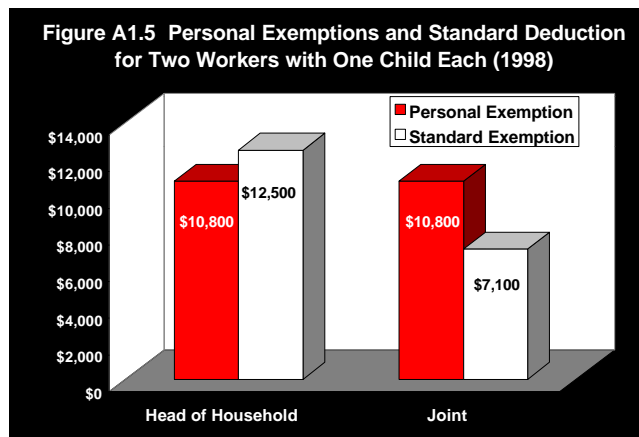 Figure A1.5 Personal Exemptions and Standard Deduction
for Two Workers with One Child Each (1998)
Personal Exemption
Standard Exemption
$14,000
$12,000
$10,000
$8,000
$6,000
$4,000
$2,000
$0
$10,800
$12,500
$10,800
$7,100
Head of Household
Joint